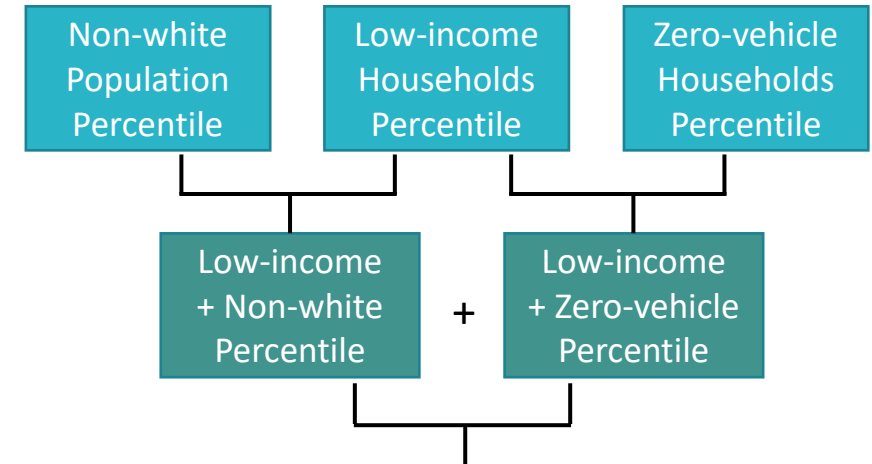 Non-white
Population
Percentile
Low-income
Households
Percentile
Zero-vehicle
Households
Percentile
Low-income
+ Non-white
Percentile
+
Low-income
+ Zero-vehicle
Percentile